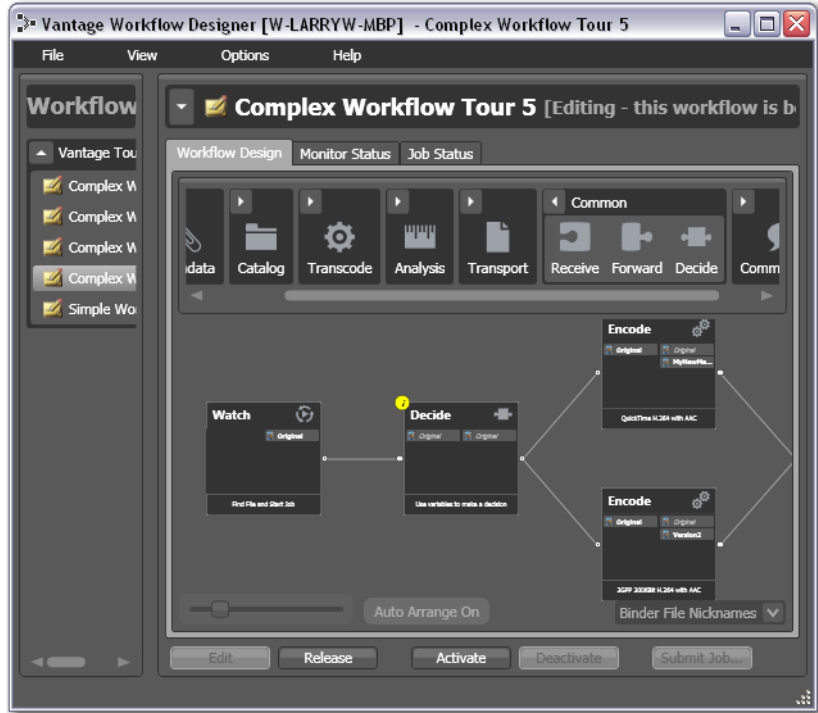 Vantage Workflow Designer [W-LARRYW-MBP] - Complex Workflow Tour 5
File View Options Help
Workflow
Complex Workflow Tour 5 [Editing - this workflow is b
Vantage Tou
Complex W
Complex W
Complex W
Complex W
Simple Wo
Workflow Design Monitor Status Job Status
Common
data Catalog Transcode Analysis Transport Receive Forward Decide Comm
Encode
Original Original
MyNewMe...
QuickTime H.264 with AAC
Watch
Original
Find File and Start Job
Decide
Original Original
Use variables to make a decision
Encode
Original Original
Version2
3GPP 200KBit H.264 with AAC
Auto Arrange On
Binder File Nicknames
Edit Release Activate Deactivate Submit Job...